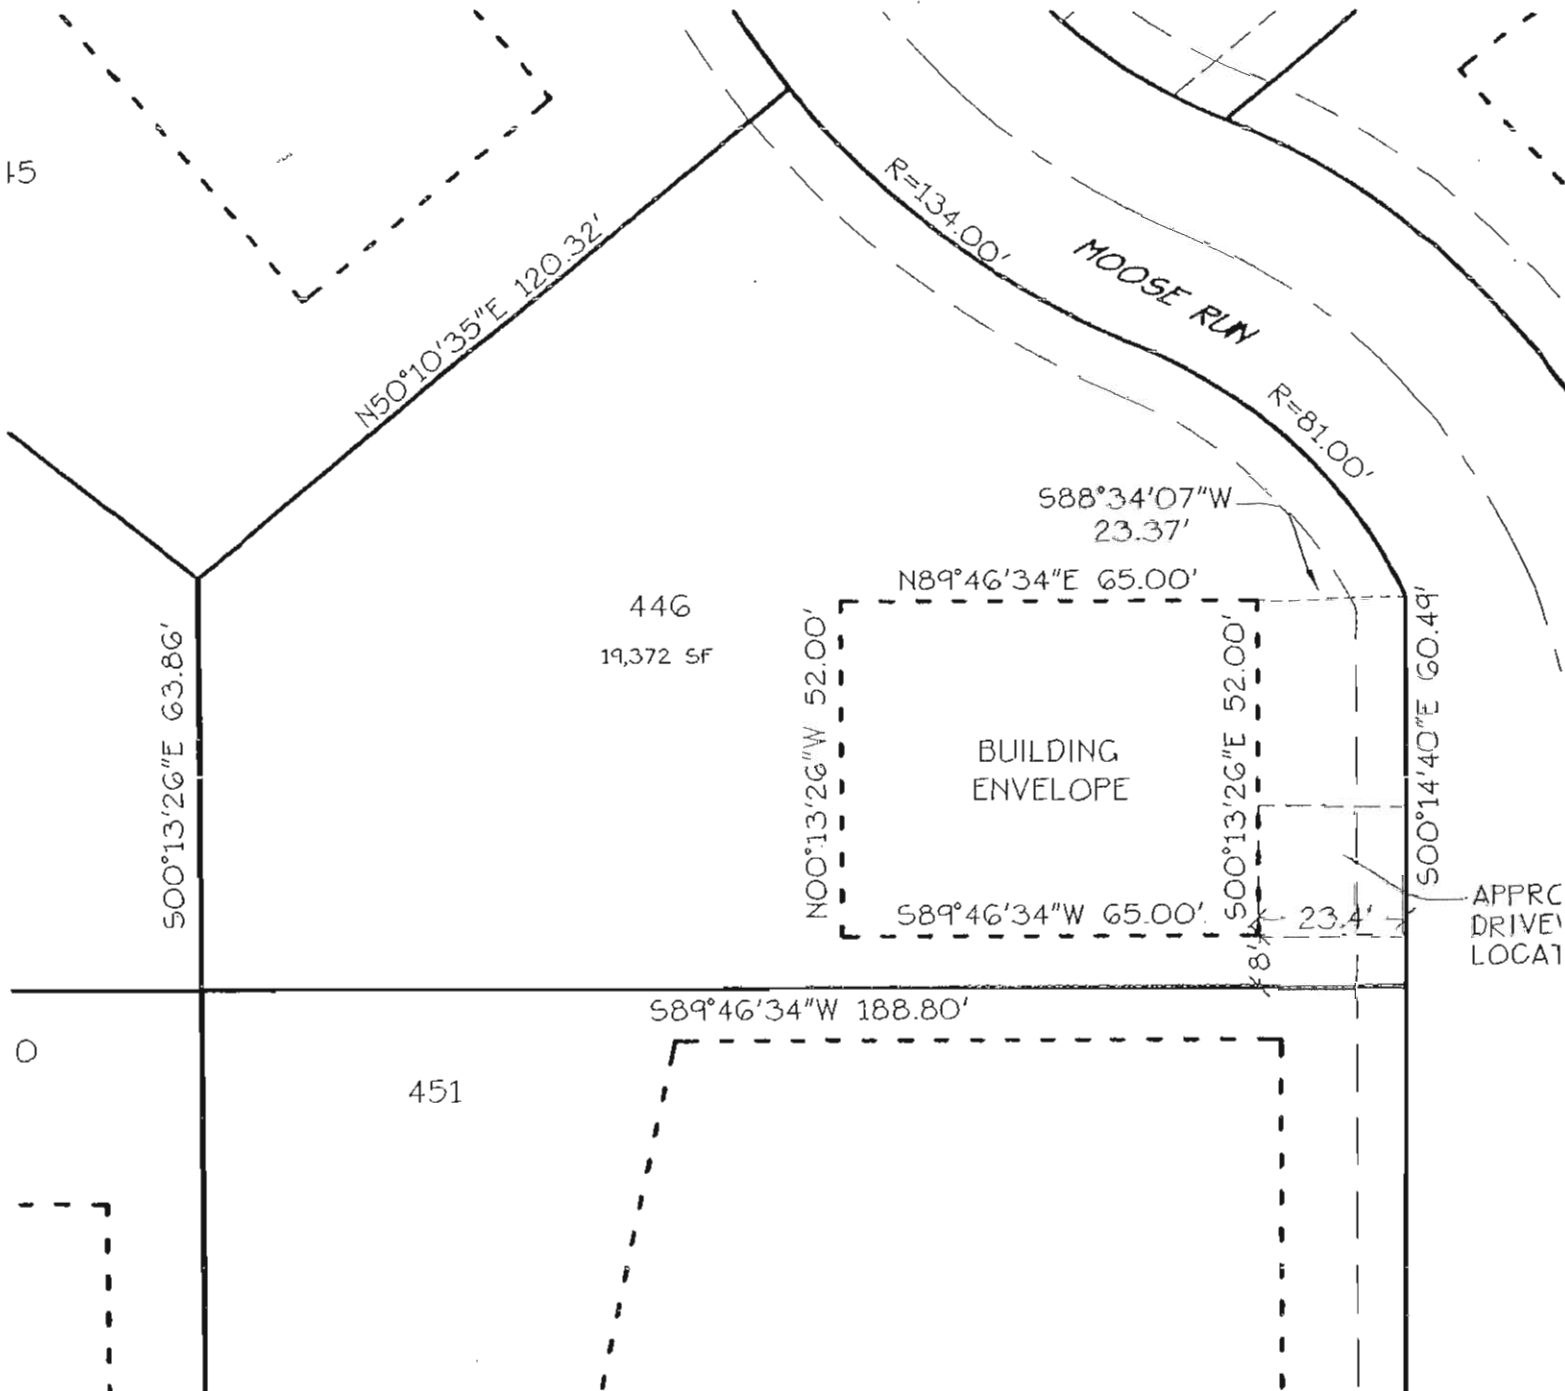 45
R=134.00'
MOOSE RUN
N50°10'35"E 120.32'
R=81.00'
S88°34'07"W
23.37'
N89°46'34"E 65.00'
446
19,372 SF
S00°13'26"E 63.86'
N00°13'26"W 52.00'
S00°13'26"E 52.00'
S00°14'40"E 60.49'
BUILDING
ENVELOPE
S89°46'34"W 65.00'
23.4'
8'
APPRO
DRIVE
LOCAT
S89°46'34"W 188.80'
0
451